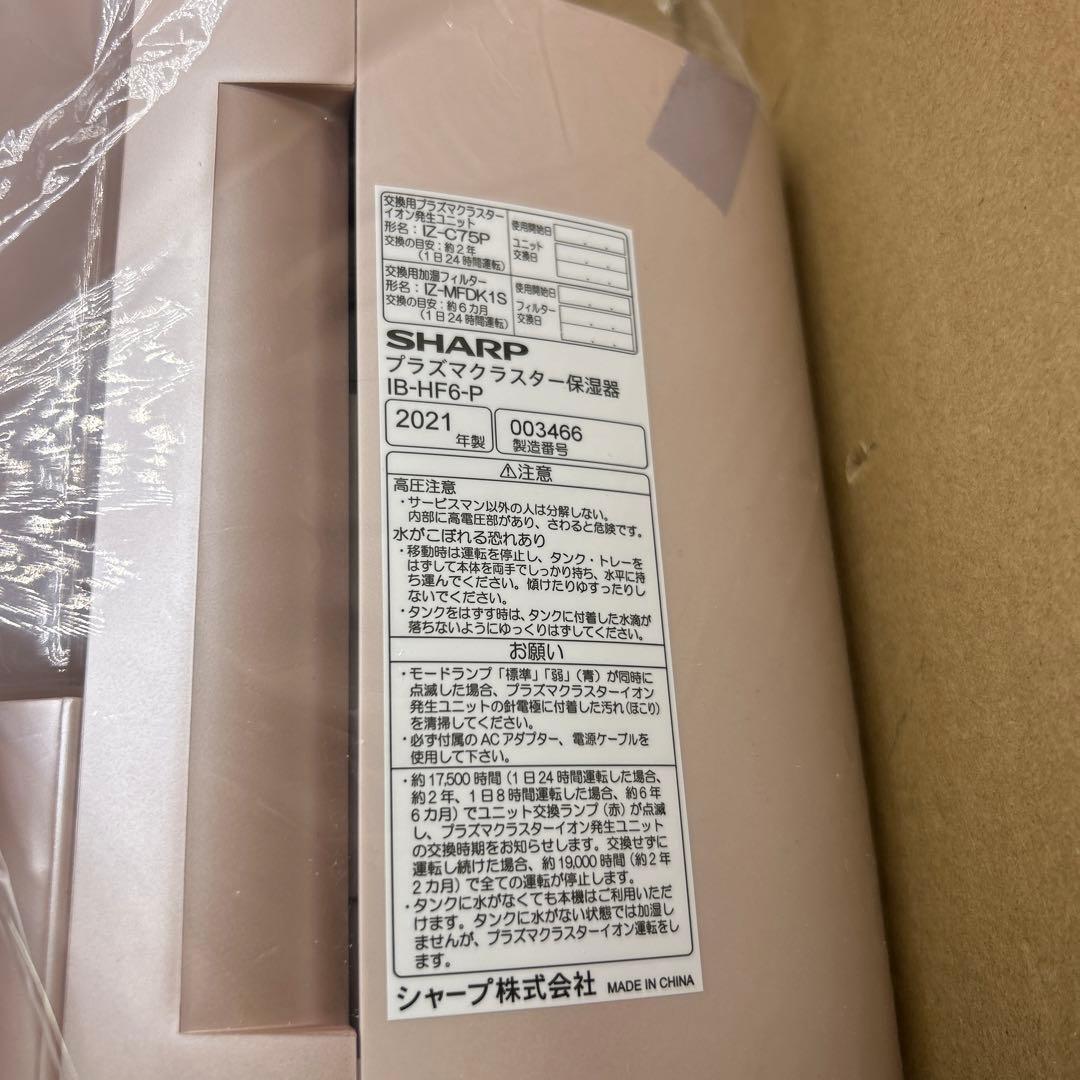 交換用プラズマクラスター
イオン発生ユニット
形名：IZ-C75P
交換の目安：約2年
（1日24時間運転）
使用開始日
ユニット
交換日
交換用加湿フィルター
形名：IZ-MFDK1S
交換の目安：約6カ月
（1日24時間運転）
使用開始日
フィルター
交換日
SHARP
プラズマクラスター保湿器
IB-HF6-P
2021年製
003466
製造番号
⚠注意
高圧注意
・サービスマン以外の人は分解しない。
内部に高電圧部があり、さわると危険です。
水がこぼれる恐れあり
・移動時は運転を停止し、タンク・トレーを
はずして本体を両手でしっかり持ち、水平に持
ち運んでください。傾けたりゆすったりし
ないでください。
・タンクをはずす時は、タンクに付着した水滴が
落ちないようにゆっくりはずしてください。
お願い
・モードランプ「標準」「弱」（青）が同時に
点滅した場合、プラズマクラスターイオン
発生ユニットの針電極に付着した汚れ（ほこり）
を清掃してください。
・必ず付属のACアダプター、電源ケーブルを
使用して下さい。
・約17,500時間（1日24時間運転した場合、
約2年、1日8時間運転した場合、約6年
6カ月）でユニット交換ランプ（赤）が点滅
し、プラズマクラスターイオン発生ユニット
の交換時期をお知らせします。交換せずに
運転し続けた場合、約19,000時間（約2年
2カ月）で全ての運転が停止します。
・タンクに水がなくても本機はご利用いただ
けます。タンクに水がない状態では加湿し
ませんが、プラズマクラスターイオン運転をし
ます。
シャープ株式会社 MADE IN CHINA